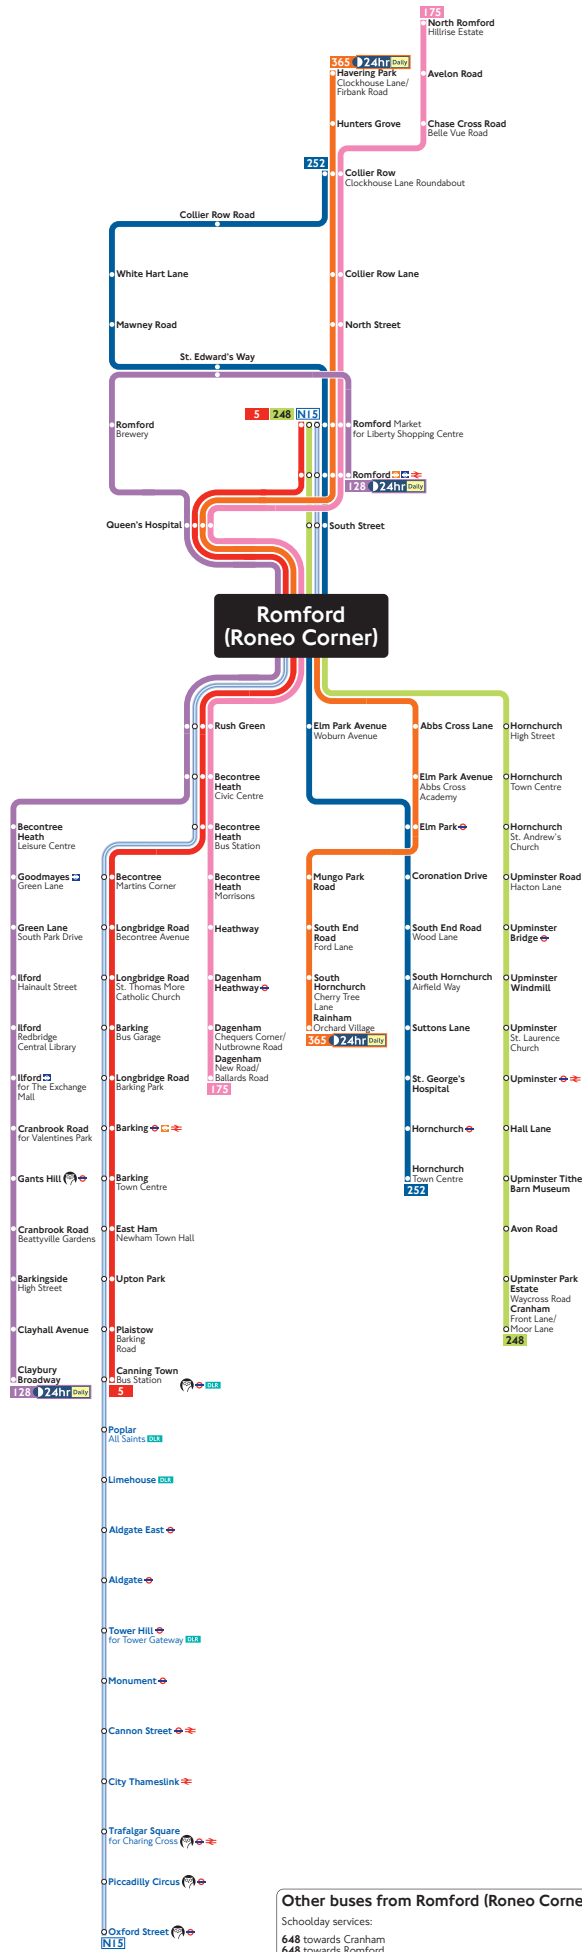 175
North Romford
Hillrise Estate
365 24hr Daily
Havering Park
Clockhouse Lane/
Firbank Road
Avelon Road
Hunters Grove
Chase Cross Road
Belle Vue Road
252
Collier Row
Clockhouse Lane Roundabout
Collier Row Road
White Hart Lane
Collier Row Lane
Mawney Road
North Street
St. Edward's Way
5 248 N15
Romford
Brewery
Romford Market
for Liberty Shopping Centre
Romford
128 24hr Daily
Queen's Hospital
South Street
Romford
(Roneo Corner)
Rush Green
Elm Park Avenue
Woburn Avenue
Abbs Cross Lane
Hornchurch
High Street
Becontree
Heath
Civic Centre
Elm Park Avenue
Abbs Cross
Academy
Hornchurch
Town Centre
Becontree
Heath
Leisure Centre
Becontree
Heath
Bus Station
Elm Park
Hornchurch
St. Andrew's
Church
Goodmayes
Green Lane
Becontree
Martins Corner
Becontree
Heath
Morrisons
Mungo Park
Road
Coronation Drive
Upminster Road
Hacton Lane
Green Lane
South Park Drive
Longbridge Road
Becontree Avenue
Heathway
South End
Road
Ford Lane
South End Road
Wood Lane
Upminster
Bridge
Ilford
Hainault Street
Longbridge Road
St. Thomas More
Catholic Church
Dagenham
Heathway
South
Hornchurch
Cherry Tree
Lane
South Hornchurch
Airfield Way
Upminster
Windmill
Ilford
Redbridge
Central Library
Barking
Bus Garage
Dagenham
Chequers Corner/
Nutbrowne Road
Rainham
Orchard Village
365 24hr Daily
Suttons Lane
Upminster
St. Laurence
Church
Ilford
for The Exchange
Mall
Longbridge Road
Barking Park
Dagenham
New Road/
Ballards Road
175
St. George's
Hospital
Upminster
Cranbrook Road
for Valentines Park
Barking
Hornchurch
Hall Lane
Gants Hill
Barking
Town Centre
Hornchurch
Town Centre
252
Upminster Tithe
Barn Museum
Cranbrook Road
Beattyville Gardens
East Ham
Newham Town Hall
Avon Road
Barkingside
High Street
Upton Park
Upminster Park
Estate
Waycross Road
Clayhall Avenue
Plaistow
Barking
Road
Cranham
Front Lane/
Moor Lane
248
Claybury
Broadway
128 24hr Daily
Canning Town
Bus Station
DLR
5
Poplar
All Saints DLR
Limehouse DLR
Aldgate East
Aldgate
Tower Hill
for Tower Gateway DLR
Monument
Cannon Street
City Thameslink
Trafalgar Square
for Charing Cross
Piccadilly Circus
Oxford Street
N15
Other buses from Romford (Roneo Corne
Schoolday services:
648 towards Cranham
648 towards Romford